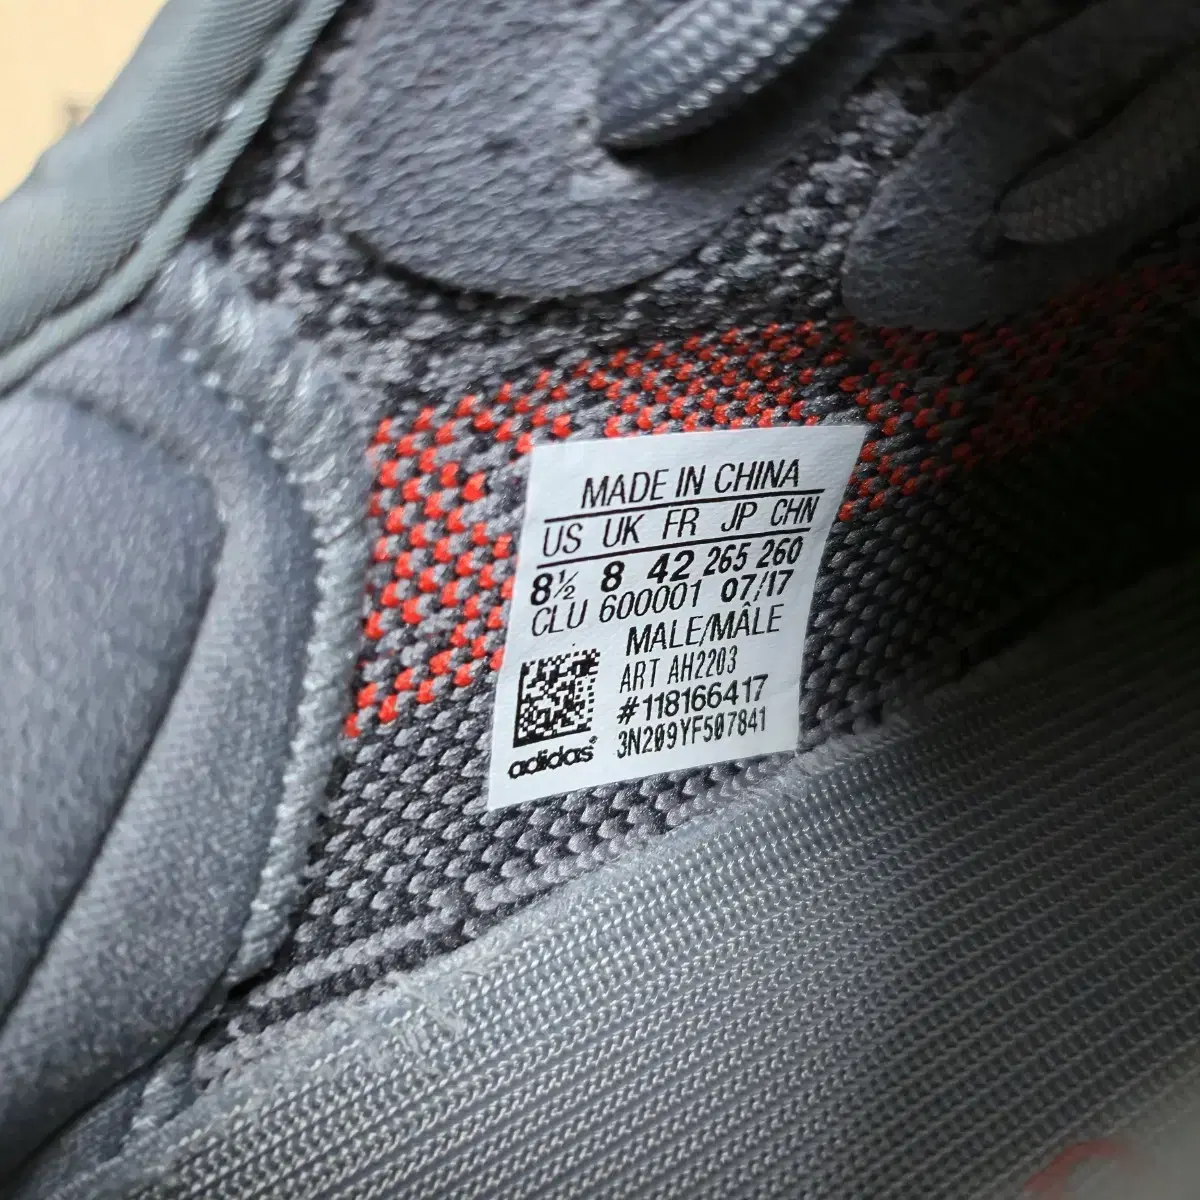 MADE IN CHINA
US UK FR JP CHN
8½ 8 42 265 260
CLU 600001 07/17
MALE/MÂLE
ART AH2203
#118166417
3N209YF507841
adidas